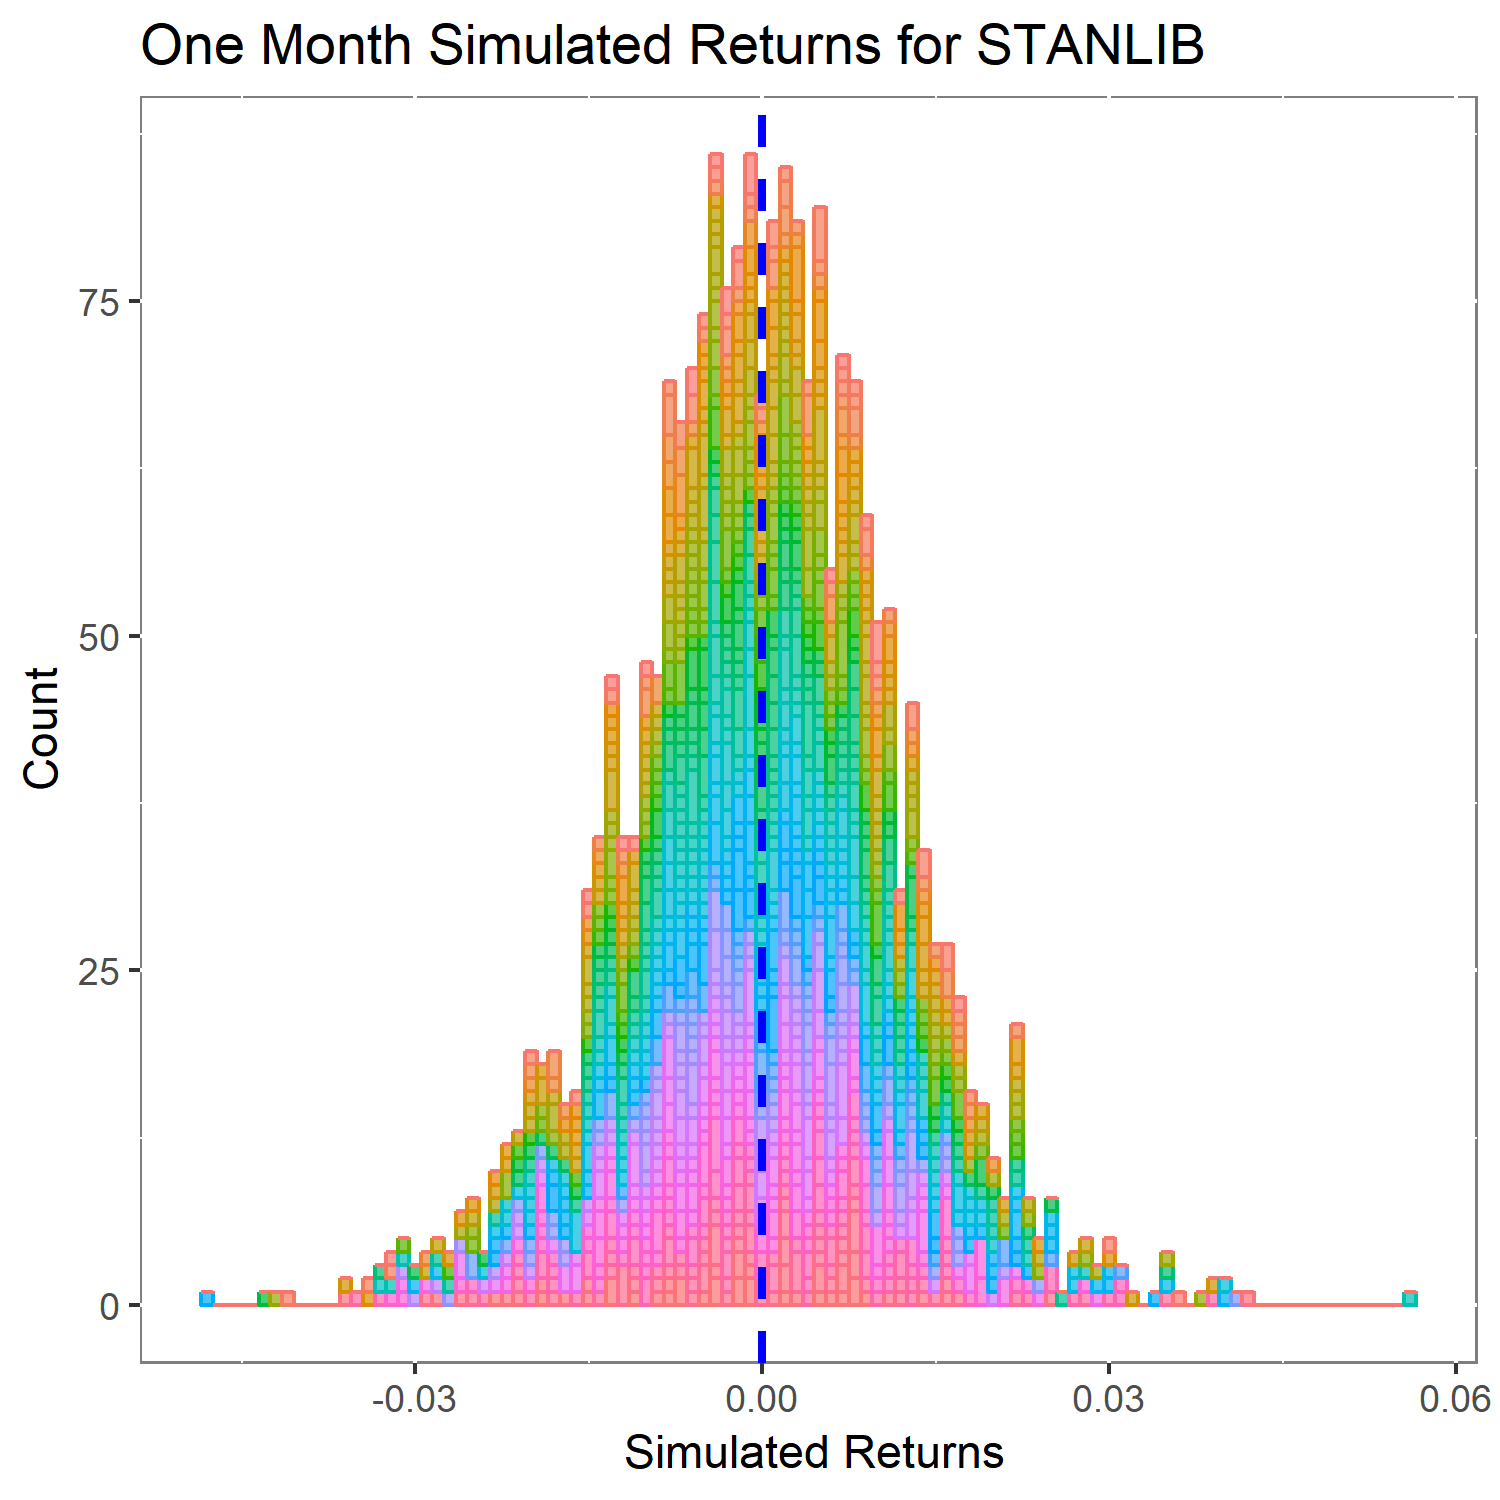 One Month Simulated Returns for STANLIB
Count
75
50
25
0
-0.03
0.00
0.03
0.06
Simulated Returns